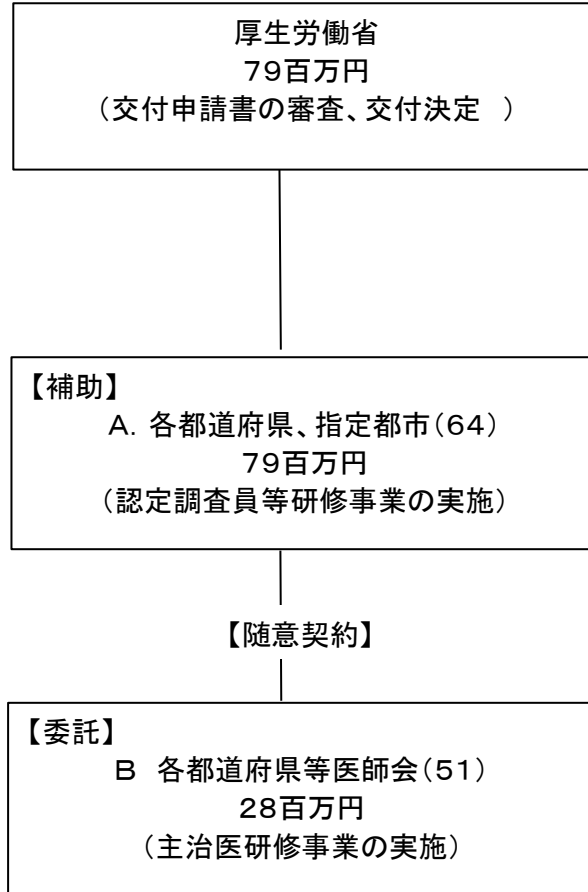 厚生労働省
79百万円
（交付申請書の審査、交付決定　）
【補助】
A. 各都道府県、指定都市（64）
79百万円
（認定調査員等研修事業の実施）
【随意契約】
【委託】
B　各都道府県等医師会（51）
28百万円
（主治医研修事業の実施）